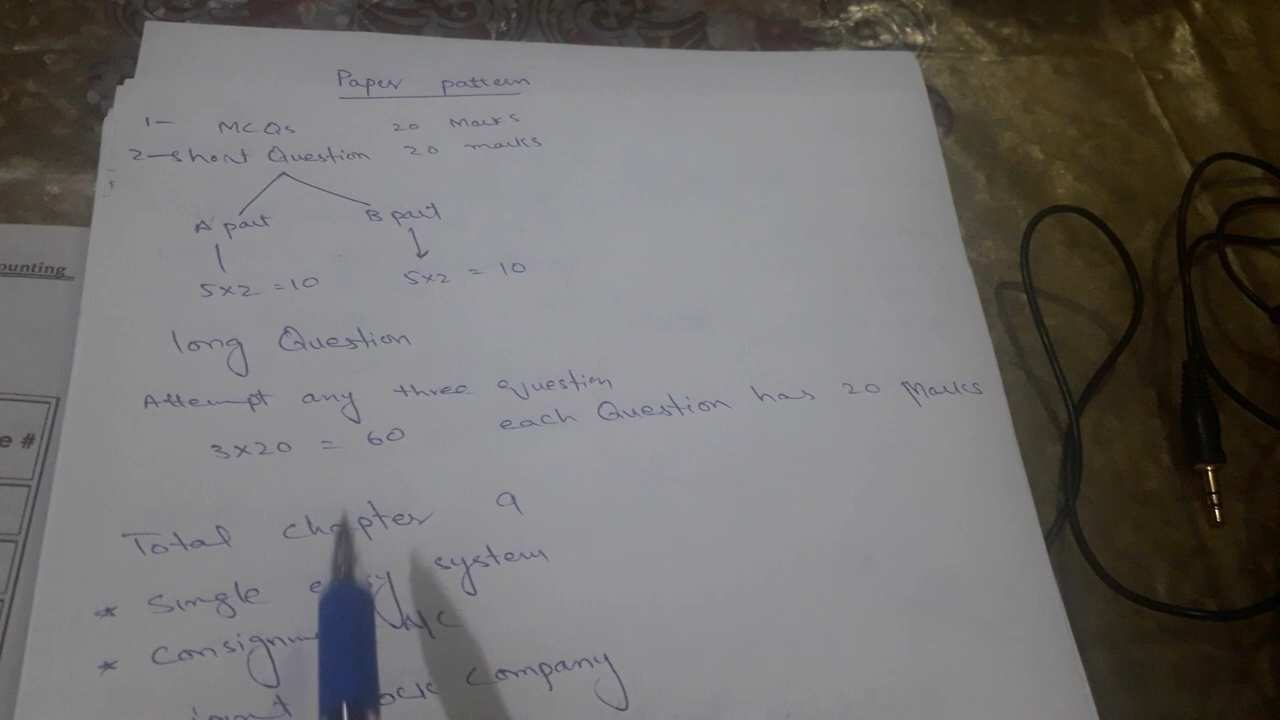 Paper pattern
1- MCQs 20 Marks
2-short Question 20 marks
A part B part
5x2 =10 5x2 = 10
long Question
Attempt any three question
each Question has 20 Marks
3x20 = 60
Total chapter 9
* Single system
* A/C
company
ounting
e #